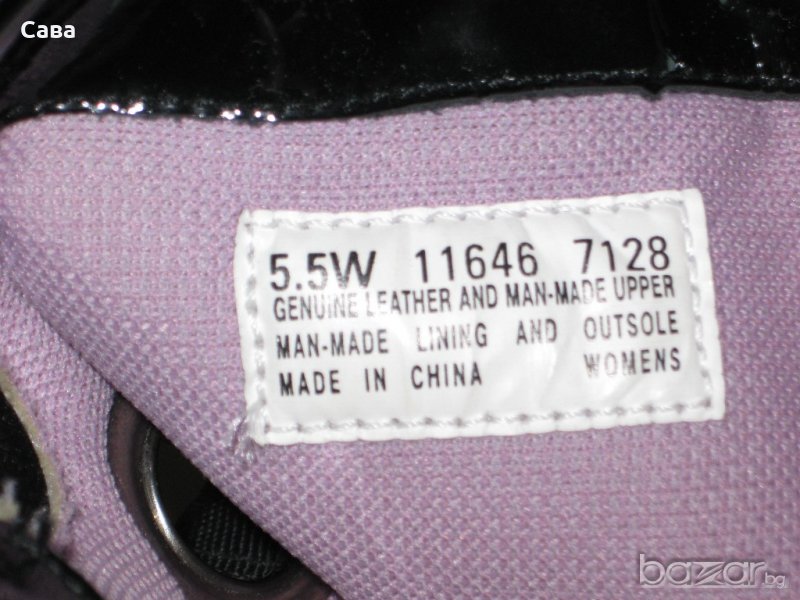 Сава
5.5W 11646 7128
GENUINE LEATHER AND MAN-MADE UPPER
MAN-MADE LINING AND OUTSOLE
MADE IN CHINA WOMENS
bazar.bg